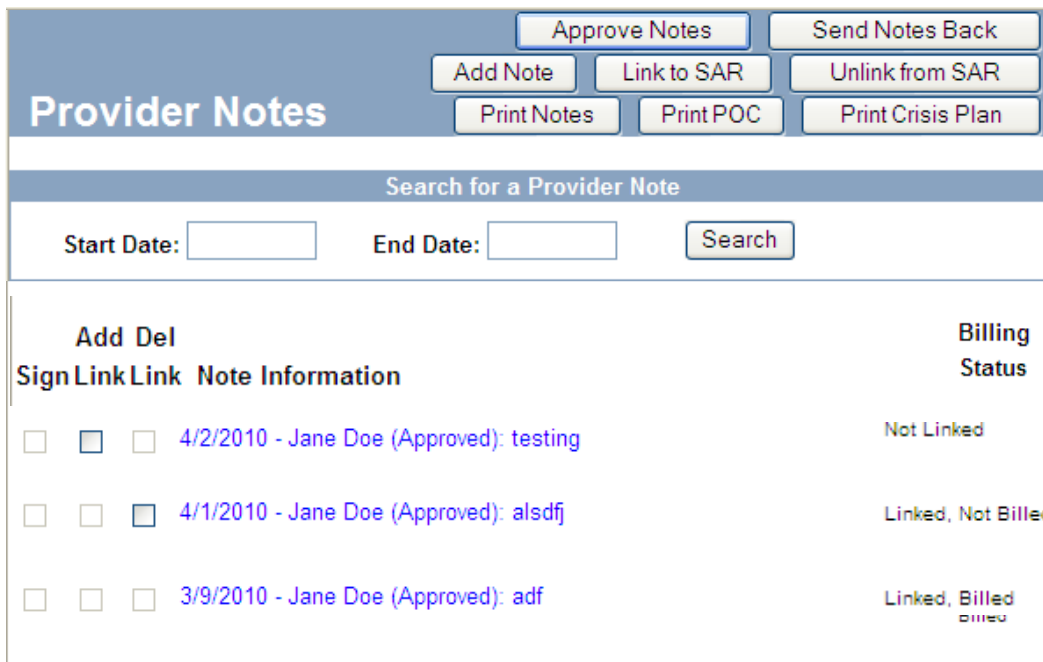 Approve Notes Send Notes Back
Add Note Link to SAR Unlink from SAR
Provider Notes Print Notes Print POC Print Crisis Plan
Search for a Provider Note
Start Date: End Date: Search
Add Del Billing
Sign Link Link Note Information Status
4/2/2010 - Jane Doe (Approved): testing Not Linked
4/1/2010 - Jane Doe (Approved): alsdfj Linked, Not Bille
3/9/2010 - Jane Doe (Approved): adf Linked, Billed
Billed